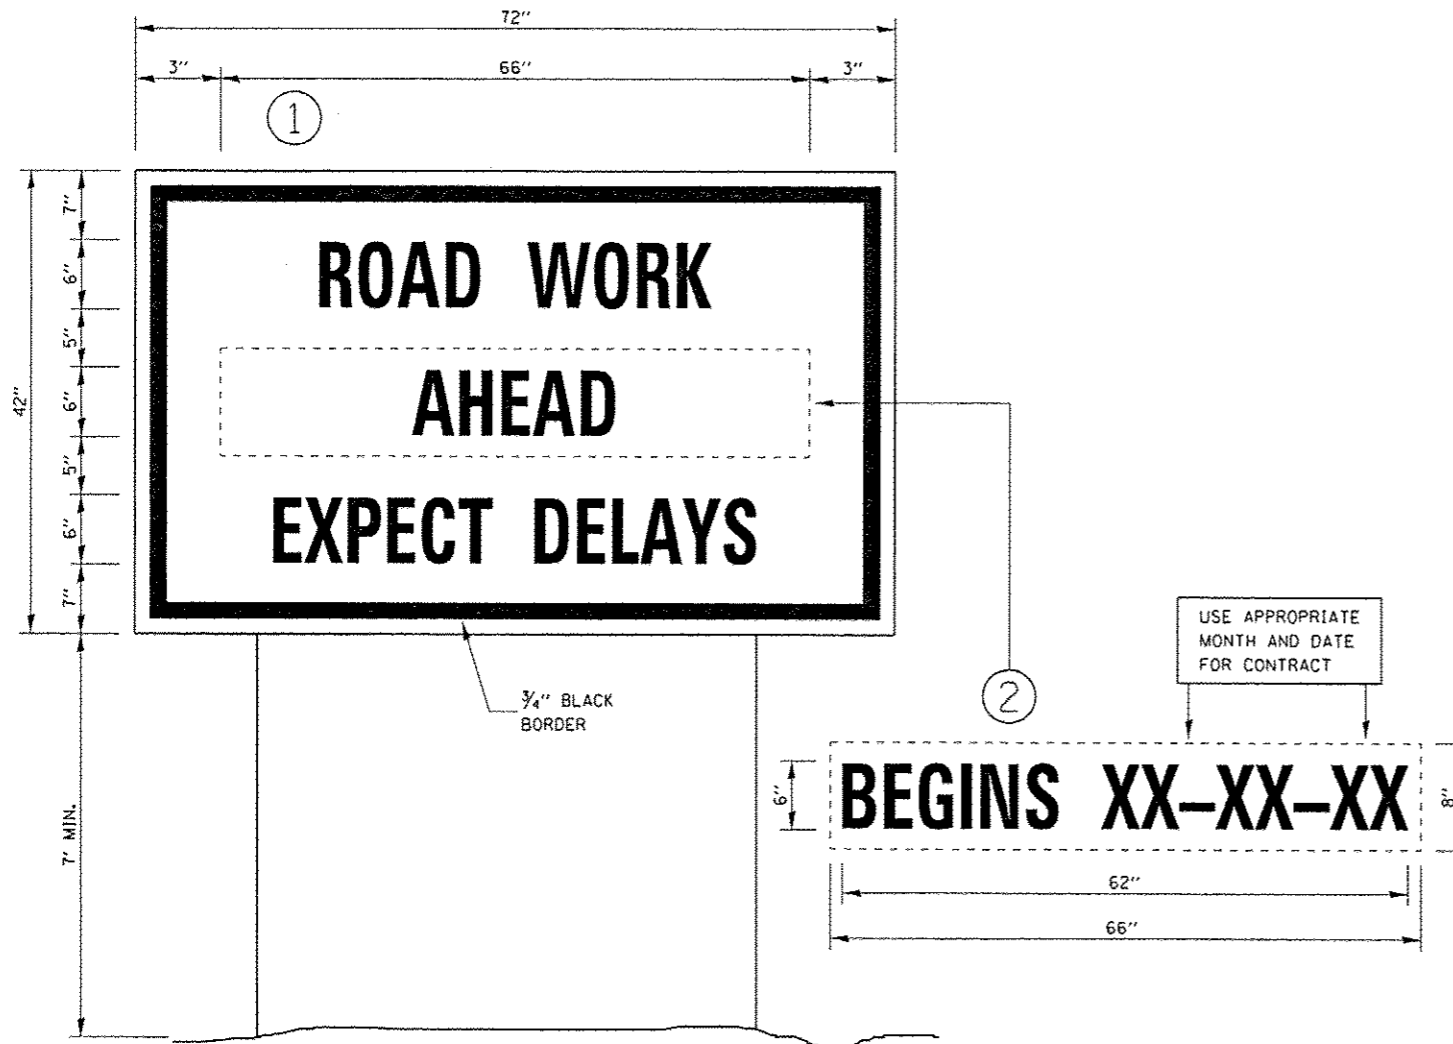 72"
3" 66" 3"
1
7"
6"
5"
6"
5"
6"
7"
42"
ROAD WORK
AHEAD
EXPECT DELAYS
¾" BLACK
BORDER
7' MIN.
2
USE APPROPRIATE
MONTH AND DATE
FOR CONTRACT
6"
BEGINS XX–XX–XX
8"
62"
66"